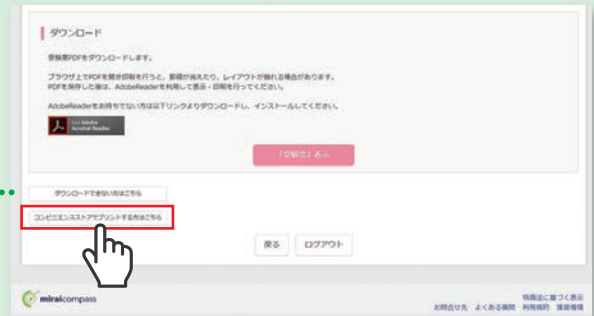 ダウンロード
受験票PDFをダウンロードします。
ブラウザ上でPDFを開き印刷を行うと、罫線が消えたり、レイアウトが崩れる場合があります。
PDFを保存した後は、AdobeReaderを利用して表示・印刷を行ってください。
AdobeReaderをお持ちでない方は以下リンクよりダウンロードし、インストールしてください。
Get Adobe
Acrobat Reader
「受験票」表示
ダウンロードできない方はこちら
コンビニエンスストアでプリントする方はこちら
戻る ログアウト
miraicompass
特商法に基づく表示
お問合せ先 よくある質問 利用規約 推奨環境